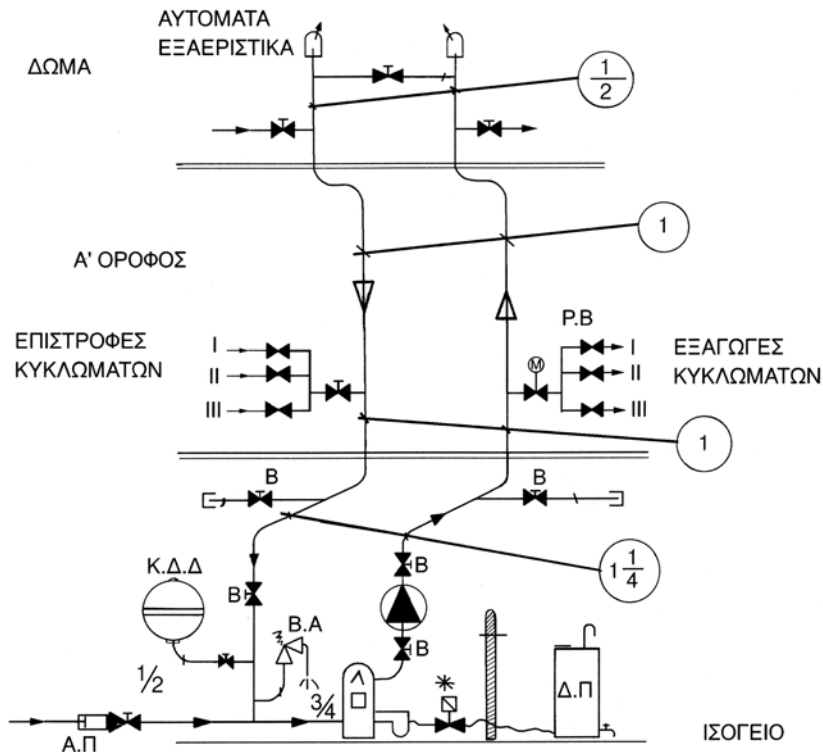 ΑΥΤΟΜΑΤΑ
ΕΞΑΕΡΙΣΤΙΚΑ
ΔΩΜΑ
1/2
1
Α' ΟΡΟΦΟΣ
Ρ.Β
ΕΠΙΣΤΡΟΦΕΣ
ΚΥΚΛΩΜΑΤΩΝ
I
II
III
M
I
II
III
ΕΞΑΓΩΓΕΣ
ΚΥΚΛΩΜΑΤΩΝ
1
Β
Β
1 1/4
Κ.Δ.Δ
Β
Β
Β.Α
Β
1/2
3/4
Λ
Δ.Π
Α.Π
ΙΣΟΓΕΙΟ